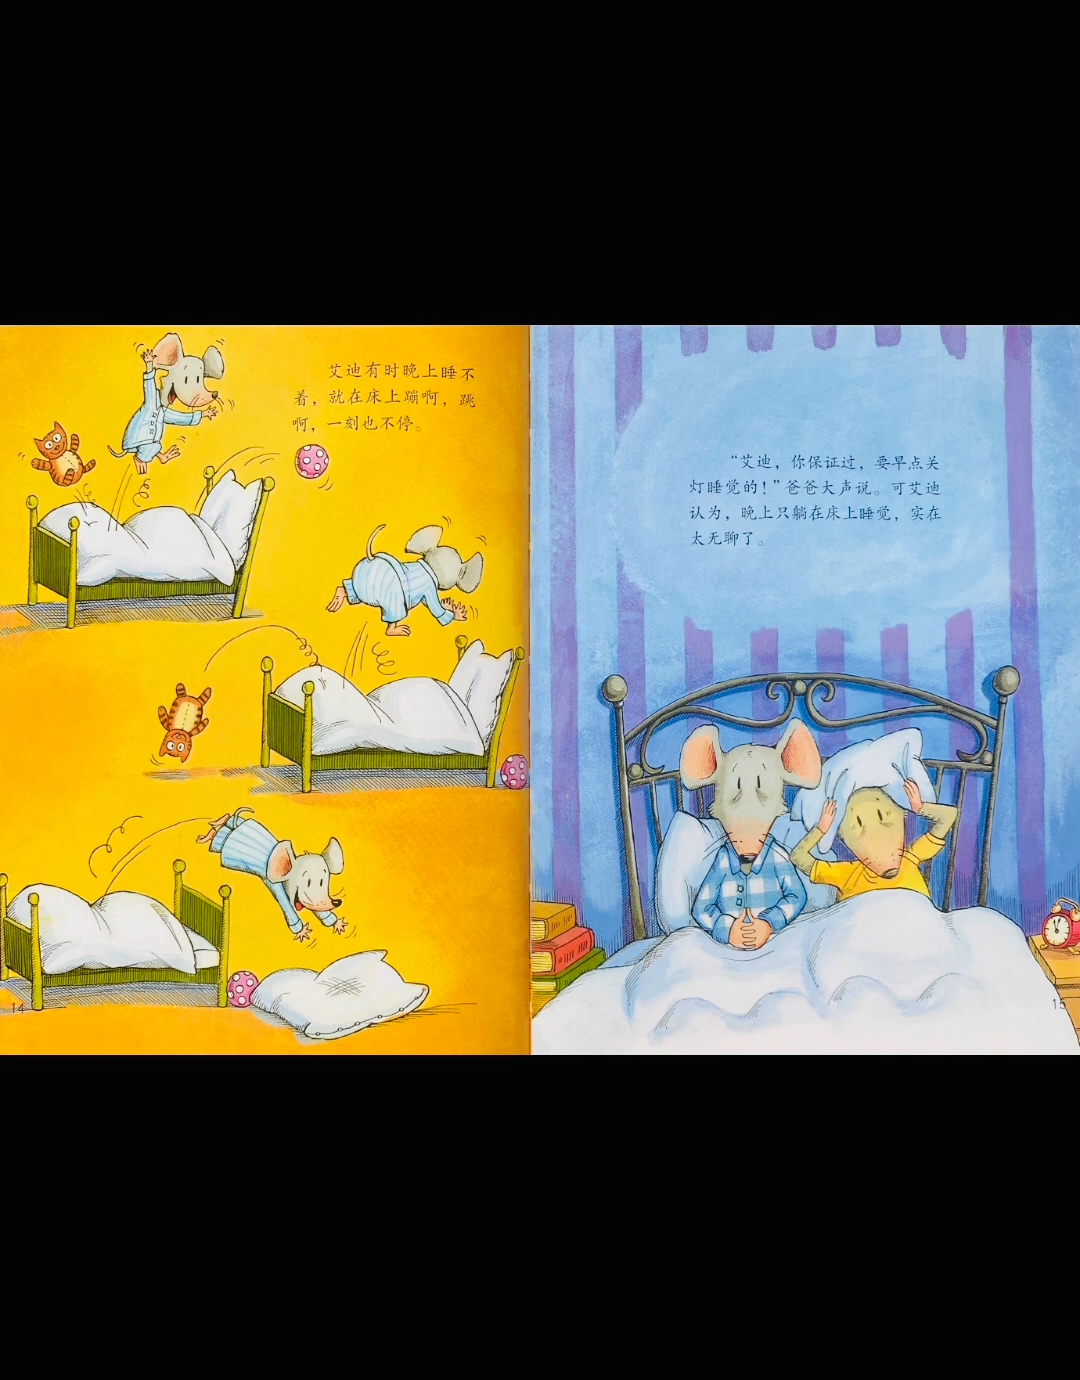 艾迪有时晚上睡不
着，就在床上蹦啊，跳
啊，一刻也不停。
14
“艾迪，你保证过，要早点关
灯睡觉的！”爸爸大声说。可艾迪
认为，晚上只躺在床上睡觉，实在
太无聊了。
15